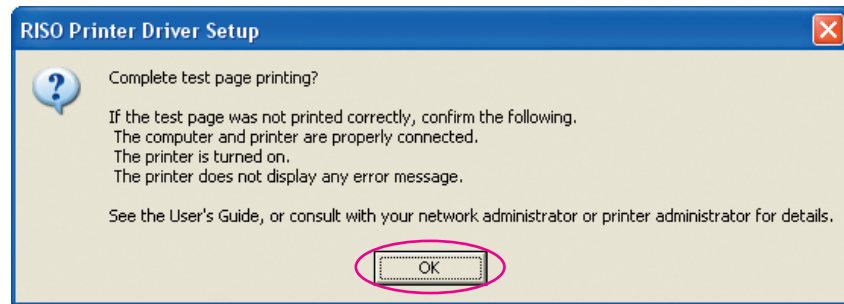 RISO Printer Driver Setup
Complete test page printing?
If the test page was not printed correctly, confirm the following.
The computer and printer are properly connected.
The printer is turned on.
The printer does not display any error message.
See the User's Guide, or consult with your network administrator or printer administrator for details.
OK